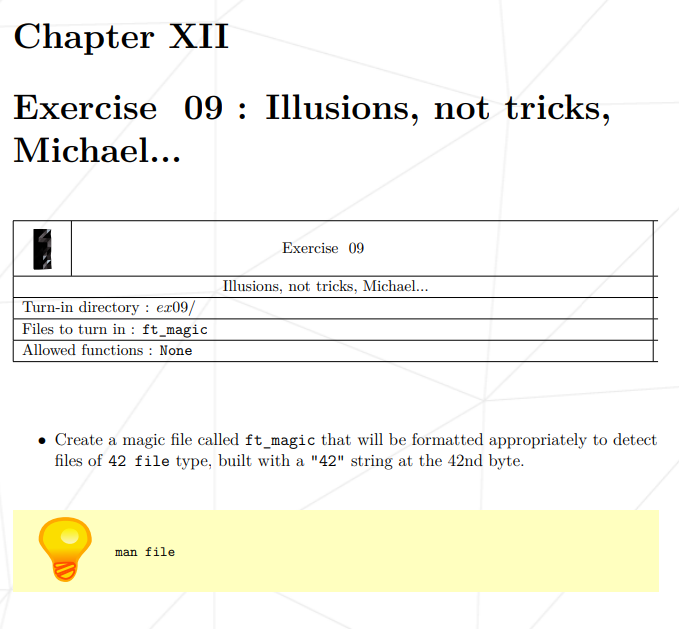 Chapter XII
Exercise 09 : Illusions, not tricks,
Michael...
Exercise 09
Illusions, not tricks, Michael...
Turn-in directory : ex09/
Files to turn in : ft_magic
Allowed functions : None
• Create a magic file called ft_magic that will be formatted appropriately to detect
files of 42 file type, built with a "42" string at the 42nd byte.
man file